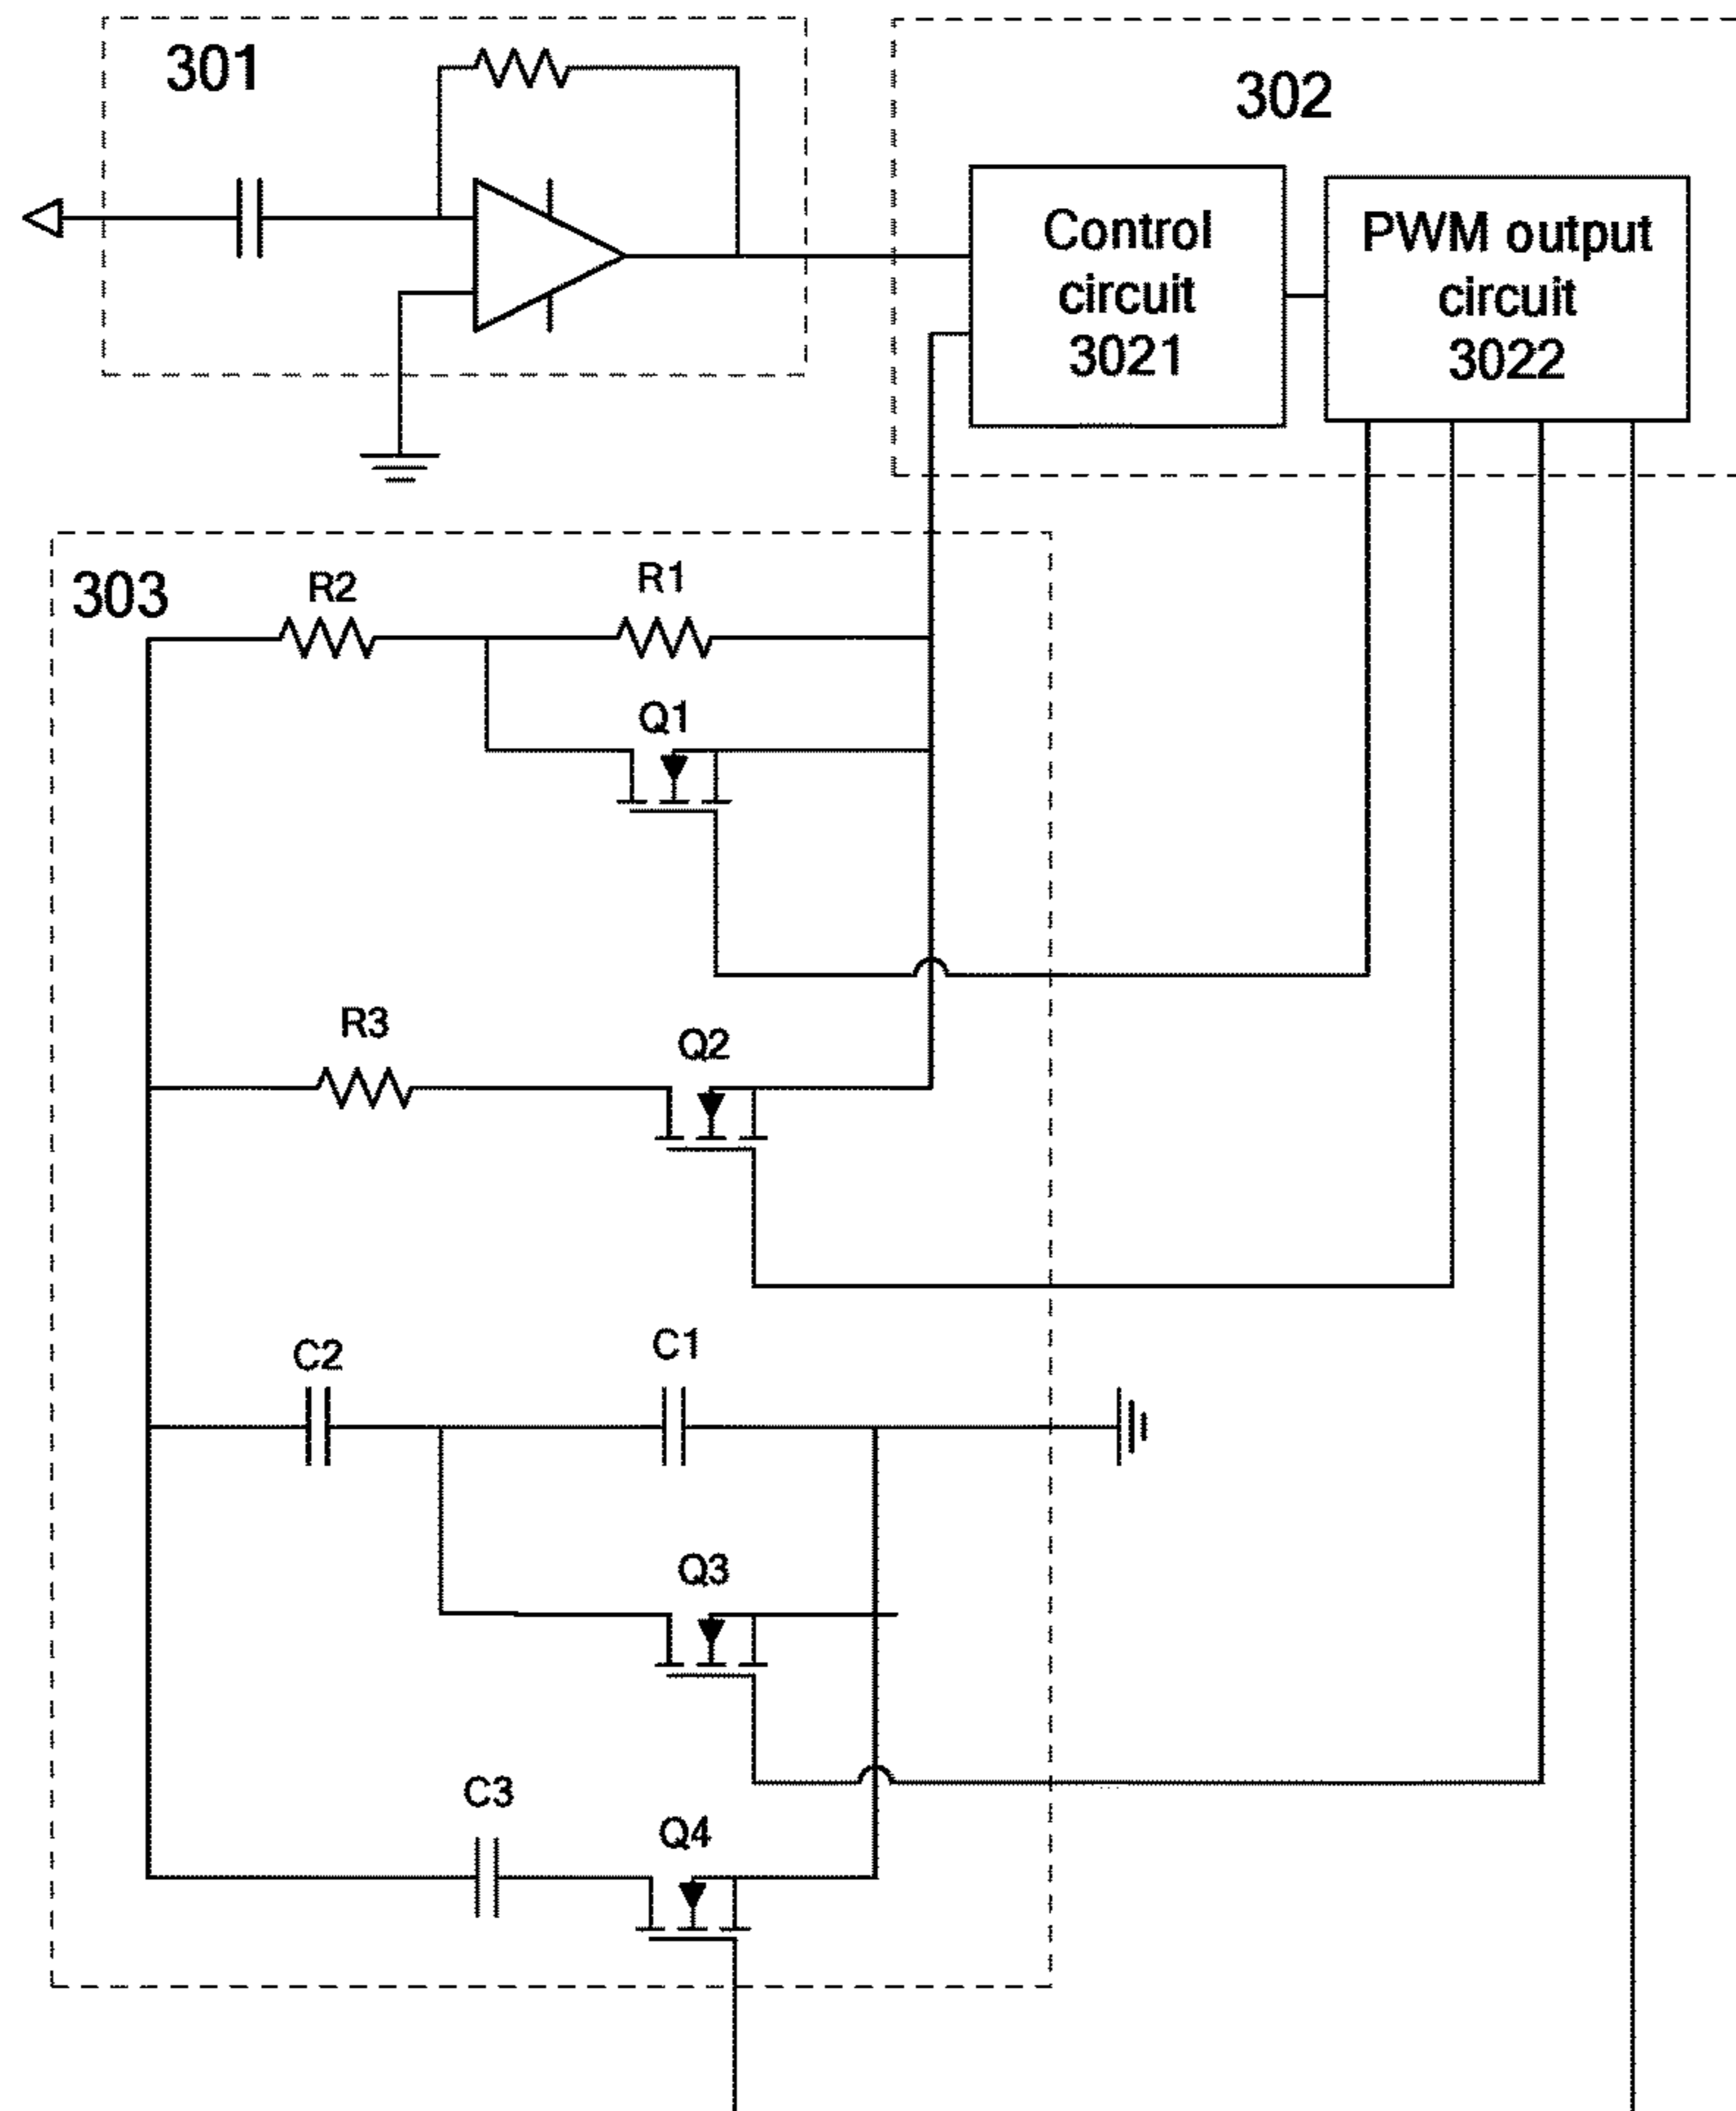 301
302
Control
circuit
3021
PWM output
circuit
3022
303
R2
R1
Q1
R3
Q2
C2
C1
Q3
C3
Q4